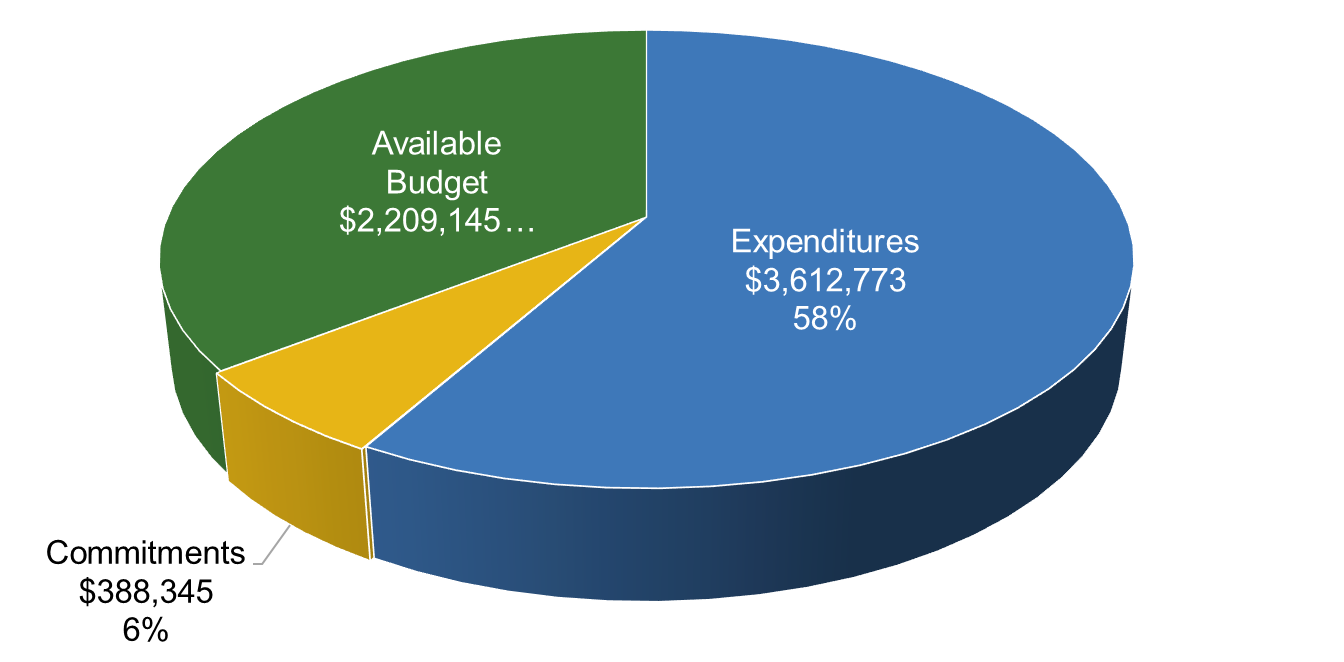 Available
Budget
$2,209,145…
Expenditures
$3,612,773
58%
Commitments
$388,345
6%